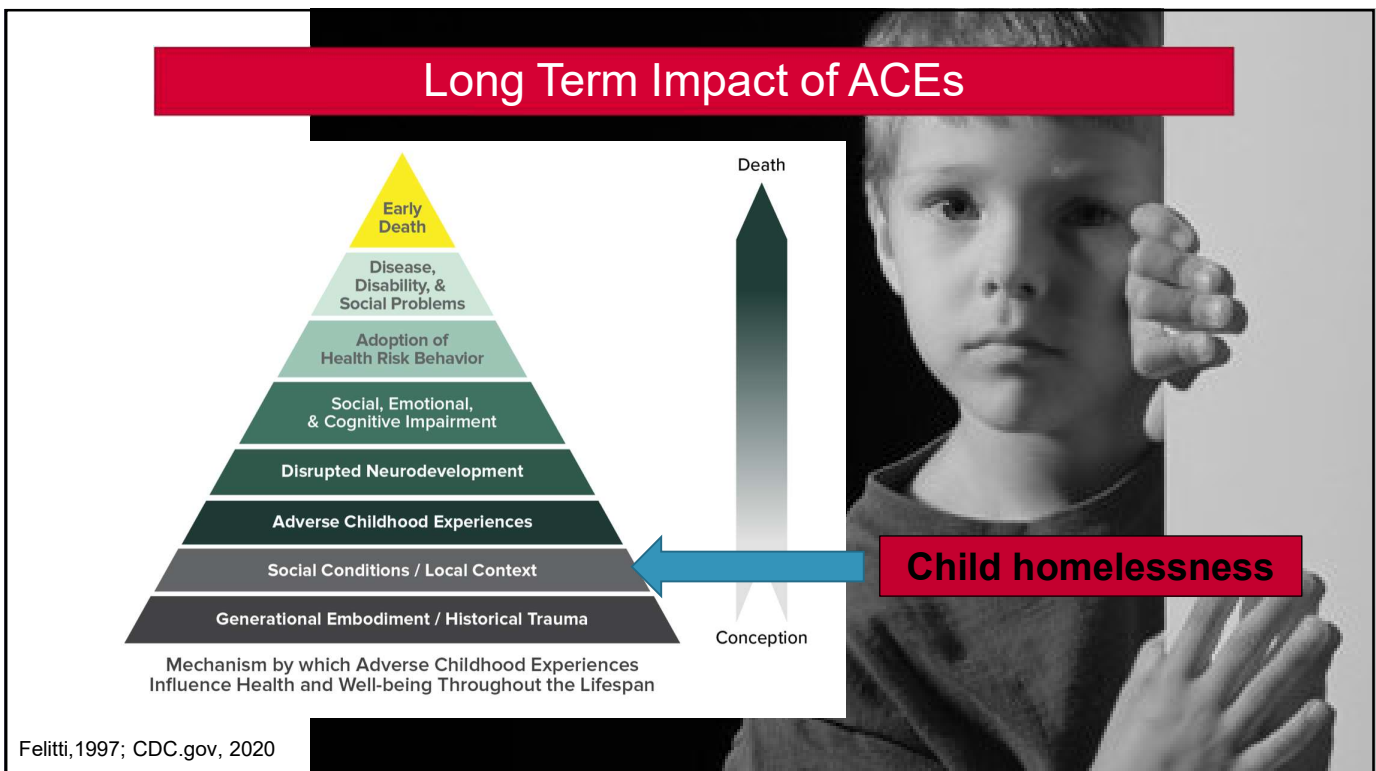 Long Term Impact of ACEs
Early
Death
Disease,
Disability, &
Social Problems
Adoption of
Health Risk Behavior
Social, Emotional,
& Cognitive Impairment
Disrupted Neurodevelopment
Adverse Childhood Experiences
Social Conditions / Local Context
Generational Embodiment / Historical Trauma
Mechanism by which Adverse Childhood Experiences
Influence Health and Well-being Throughout the Lifespan
Death
Conception
Child homelessness
Felitti,1997; CDC.gov, 2020